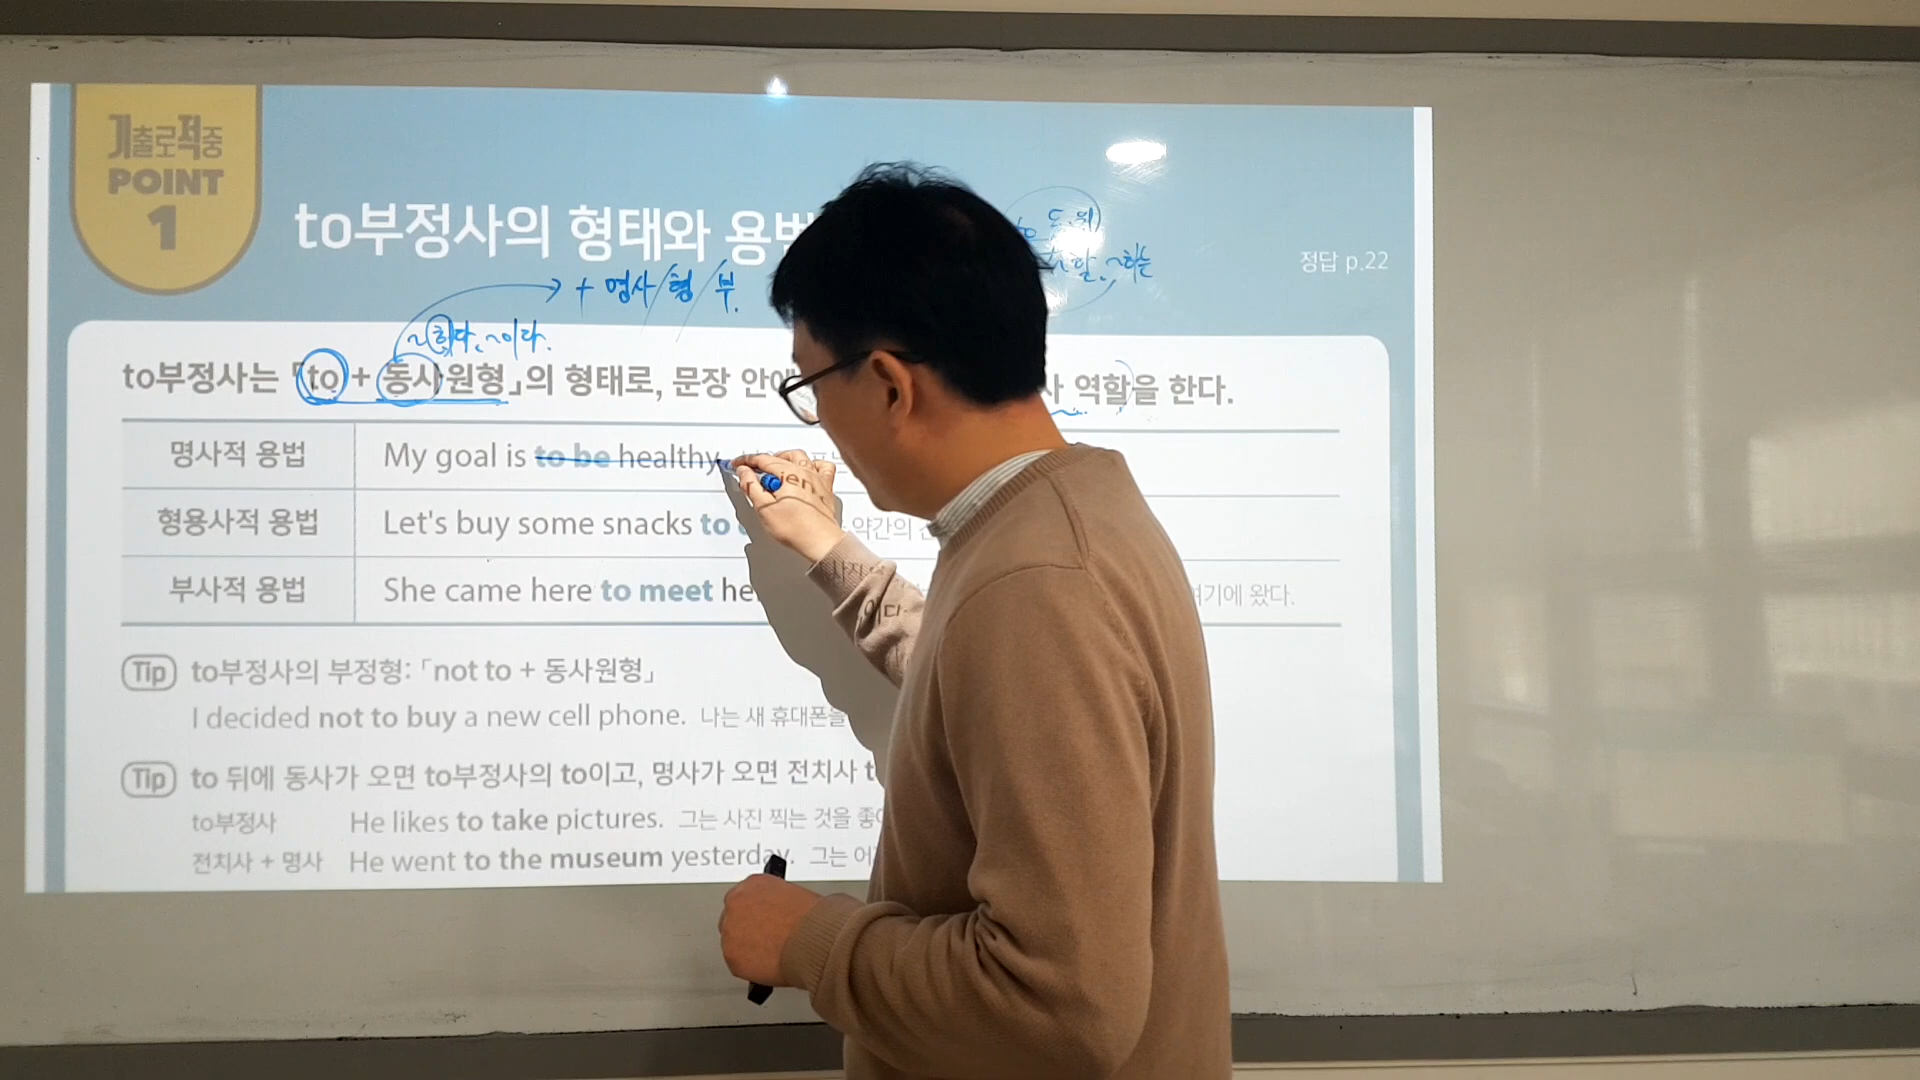 기출로적중
POINT
1
to부정사의 형태와 용법
정답 p.22
+ 명사/형/부.
~하는
~하다, ~이다.
to부정사는 「to + 동사원형」의 형태로, 문장 안에 역할을 한다.
명사적 용법 My goal is to be healthy.
형용사적 용법 Let's buy some snacks to 약간의
부사적 용법 She came here to meet 여기에 왔다.
Tip to부정사의 부정형: 「not to + 동사원형」
I decided not to buy a new cell phone. 나는 새 휴대폰을
Tip to 뒤에 동사가 오면 to부정사의 to이고, 명사가 오면 전치사
to부정사 He likes to take pictures. 그는 사진 찍는 것을
전치사 + 명사 He went to the museum yesterday. 그는